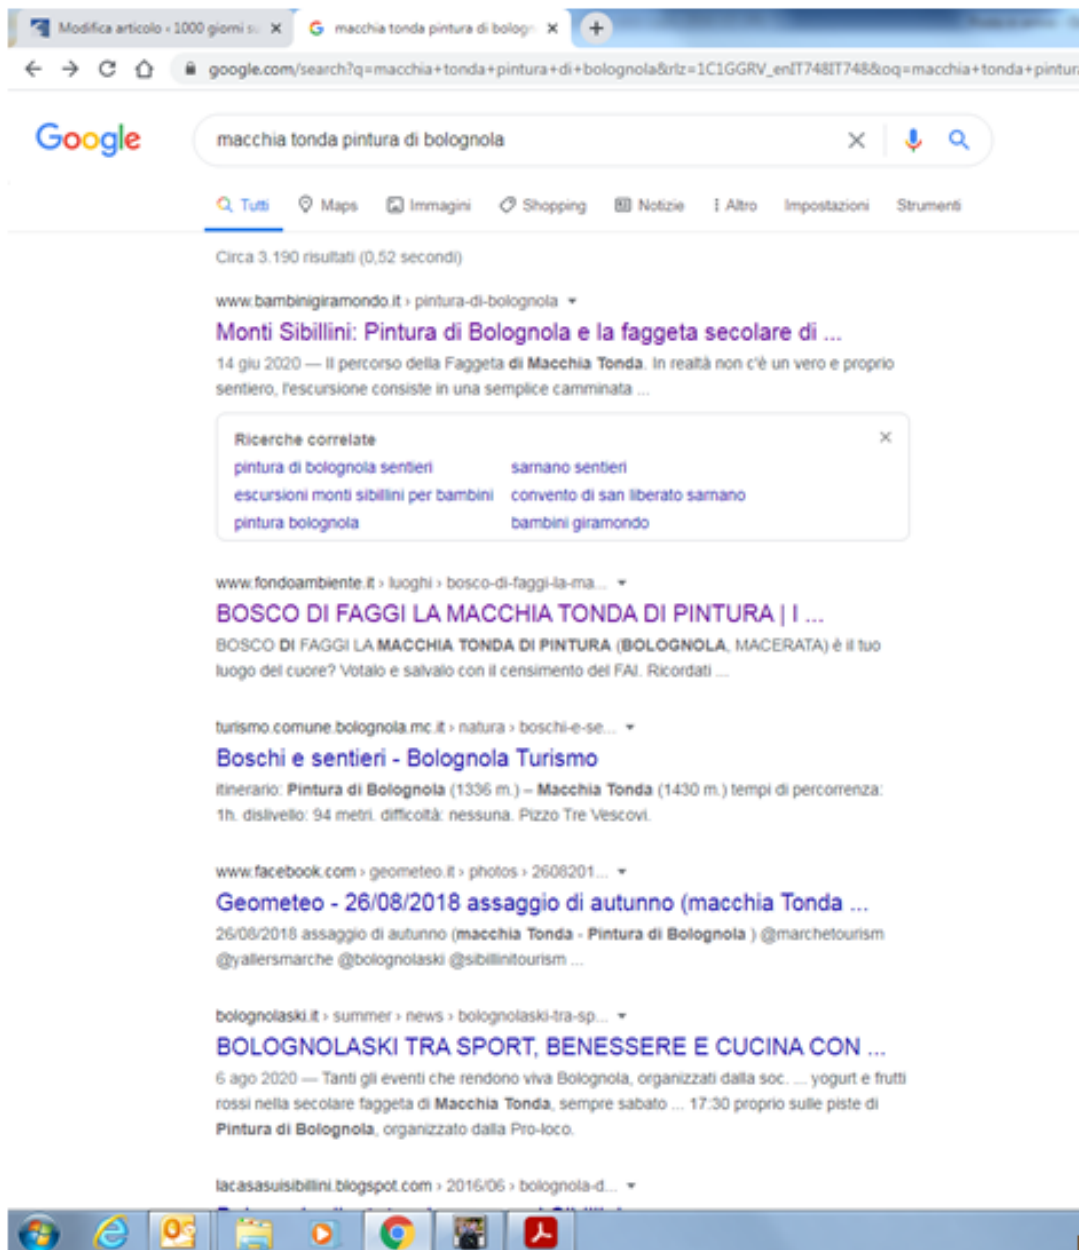 Modifica articolo ‹ 1000 giorni su
macchia tonda pintura di bologn
google.com/search?q=macchia+tonda+pintura+di+bolognola&rlz=1C1GGRV_enIT748IT748&oq=macchia+tonda+pintura
Google
macchia tonda pintura di bolognola
Tutti Maps Immagini Shopping Notizie Altro Impostazioni Strumenti
Circa 3.190 risultati (0,52 secondi)
www.bambinigiramondo.it › pintura-di-bolognola
Monti Sibillini: Pintura di Bolognola e la faggeta secolare di ...
14 giu 2020 — Il percorso della Faggeta di Macchia Tonda. In realtà non c'è un vero e proprio
sentiero, l'escursione consiste in una semplice camminata ...
Ricerche correlate
pintura di bolognola sentieri sarnano sentieri
escursioni monti sibillini per bambini convento di san liberato sarnano
pintura bolognola bambini giramondo
www.fondoambiente.it › luoghi › bosco-di-faggi-la-ma...
BOSCO DI FAGGI LA MACCHIA TONDA DI PINTURA | I ...
BOSCO DI FAGGI LA MACCHIA TONDA DI PINTURA (BOLOGNOLA, MACERATA) è il tuo
luogo del cuore? Votalo e salvalo con il censimento del FAI. Ricordati ...
turismo.comune.bolognola.mc.it › natura › boschi-e-se...
Boschi e sentieri - Bolognola Turismo
itinerario: Pintura di Bolognola (1336 m.) – Macchia Tonda (1430 m.) tempi di percorrenza:
1h. dislivello: 94 metri. difficoltà: nessuna. Pizzo Tre Vescovi.
www.facebook.com › geometeo.it › photos › 2608201...
Geometeo - 26/08/2018 assaggio di autunno (macchia Tonda ...
26/08/2018 assaggio di autunno (macchia Tonda - Pintura di Bolognola ) @marchetourism
@yallersmarche @bolognolaski @sibillinitourism ...
bolognolaski.it › summer › news › bolognolaski-tra-sp...
BOLOGNOLASKI TRA SPORT, BENESSERE E CUCINA CON ...
6 ago 2020 — Tanti gli eventi che rendono viva Bolognola, organizzati dalla soc. ... yogurt e frutti
rossi nella secolare faggeta di Macchia Tonda, sempre sabato ... 17:30 proprio sulle piste di
Pintura di Bolognola, organizzato dalla Pro-loco.
lacasasuisibillini.blogspot.com › 2016/06 › bolognola-d...